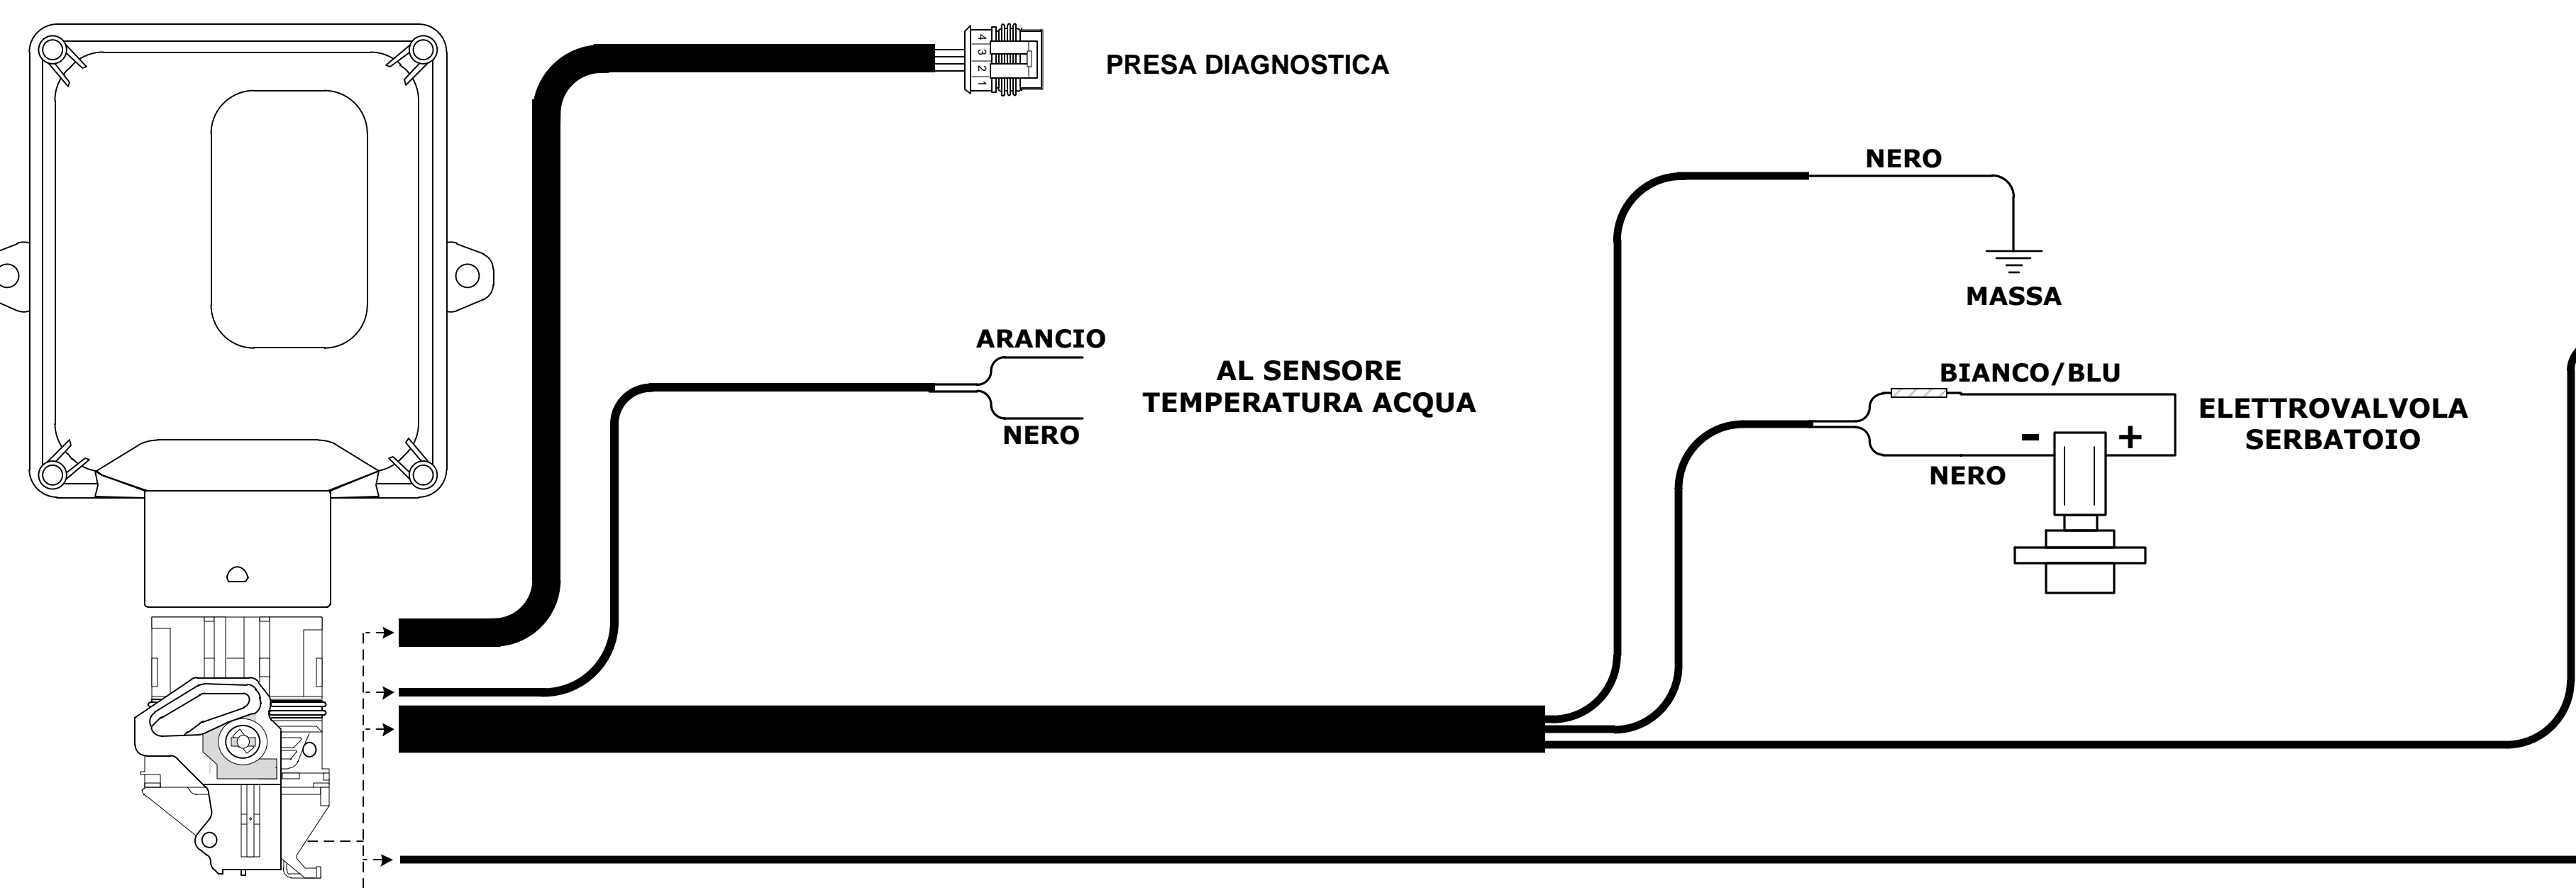 4
3
2
1
PRESA DIAGNOSTICA
NERO
MASSA
ARANCIO
AL SENSORE
TEMPERATURA ACQUA
NERO
BIANCO/BLU
ELETTROVALVOLA
SERBATOIO
- +
NERO